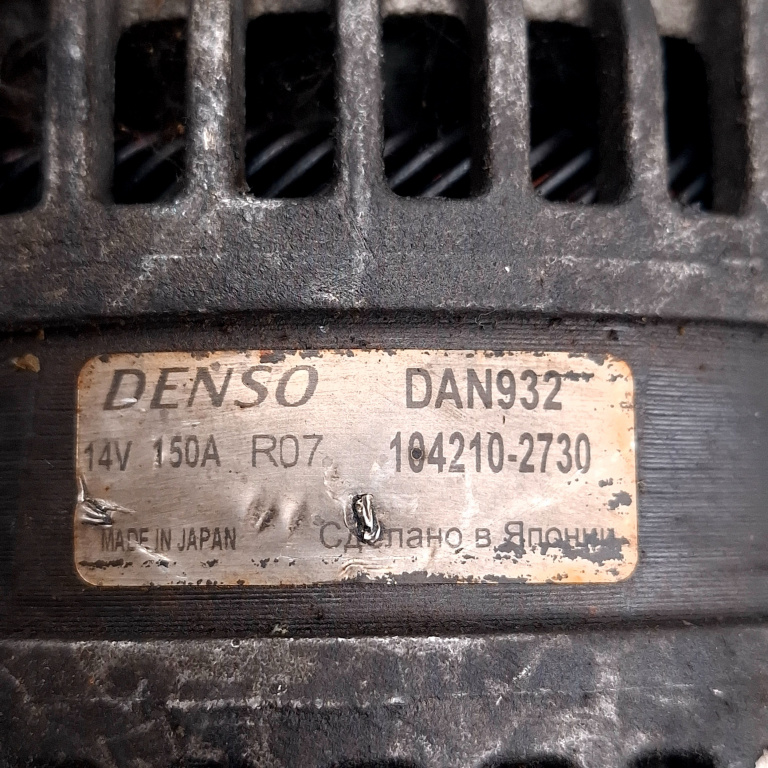 DENSO DAN932
14V 150A R07 104210-2730
MADE IN JAPAN Сделано в Японии